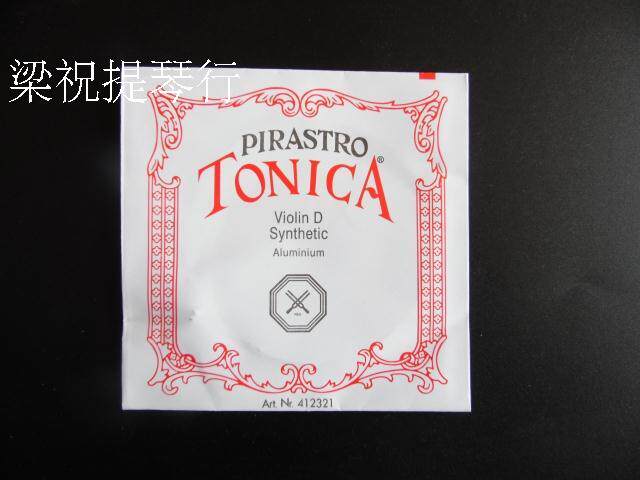 梁祝提琴行
PIRASTRO
TONICA®
Violin D
Synthetic
Aluminium
Art. Nr. 412321